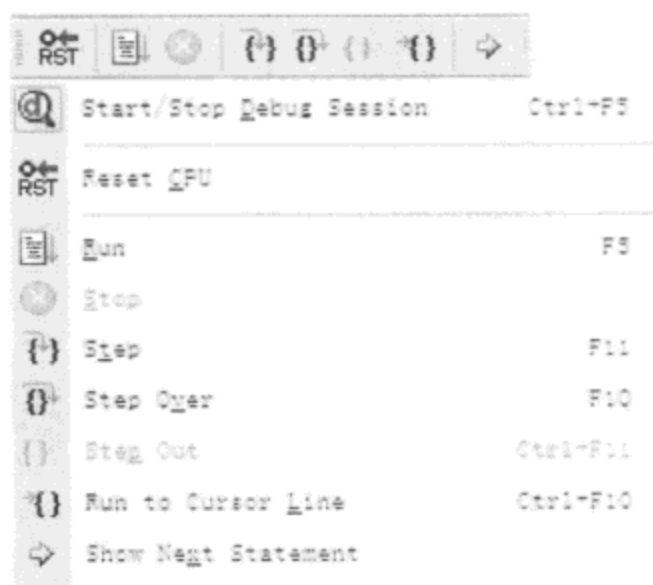 RST
Start/Stop Debug Session Ctrl+F5
RST Reset CPU
Run F5
Stop
Step F11
Step Over F10
Step Out Ctrl+F11
Run to Cursor Line Ctrl+F10
Show Next Statement